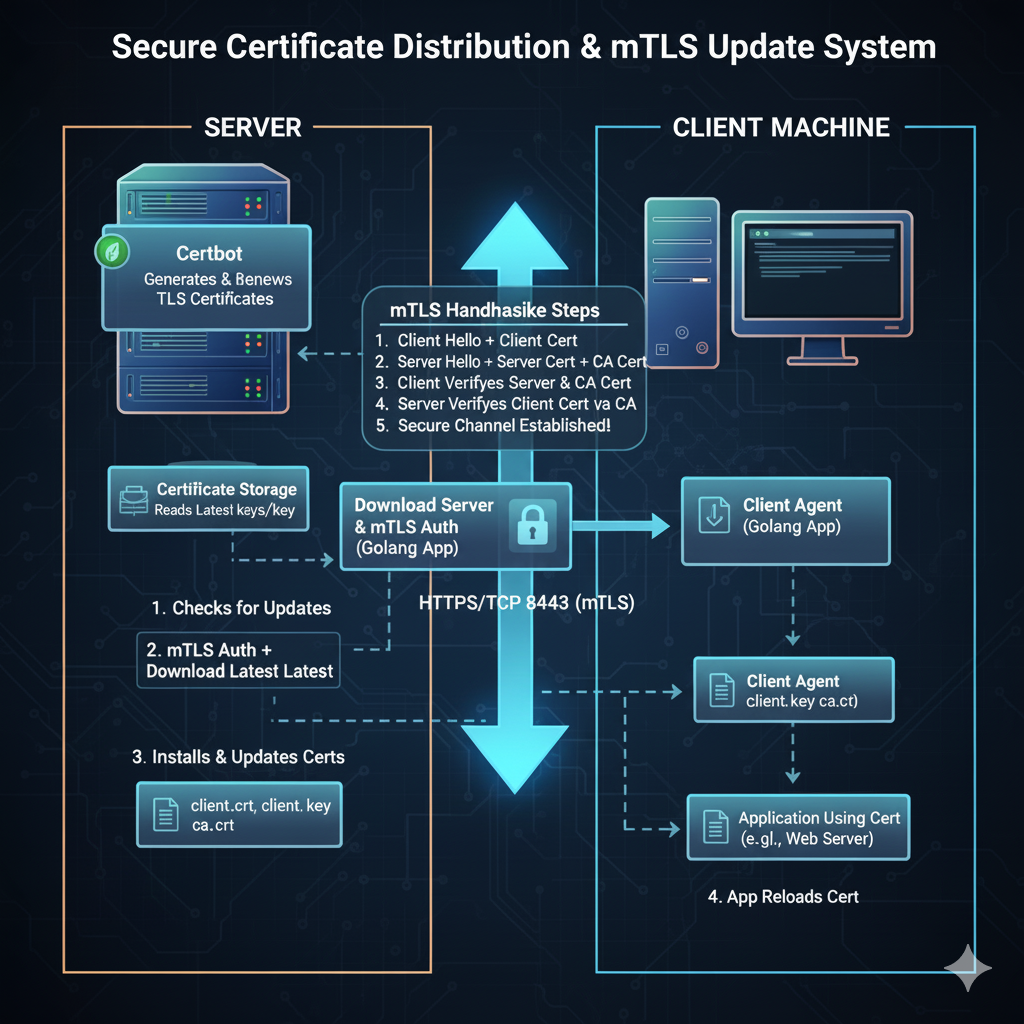 Secure Certificate Distribution & mTLS Update System
SERVER
Certbot
Generates & Benews
TLS Certificates
Certificate Storage
Reads Latest keys/key
mTLS Handhasike Steps
1. Client Hello + Client Cert
2. Server Hello + Server Cert + CA Cert
3. Client Verifyes Server & CA Cert
4. Server Verifyes Client Cert va CA
5. Secure Channel Established!
Download Server
& mTLS Auth
(Golang App)
HTTPS/TCP 8443 (mTLS)
1. Checks for Updates
2. mTLS Auth +
Download Latest Latest
3. Installs & Updates Certs
client.crt, client. key
ca.crt
CLIENT MACHINE
Client Agent
(Golang App)
Client Agent
client.key ca.ct)
Application Using Cert
(e.gl., Web Server)
4. App Reloads Cert